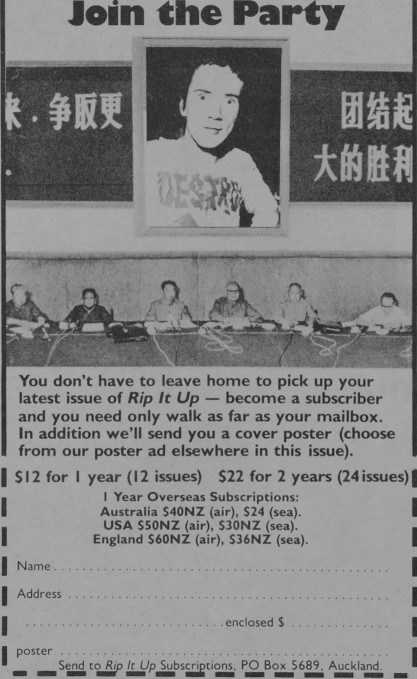 Join the Party
来．争取更
团结起
大的胜利
DESTROY
You don't have to leave home to pick up your
latest issue of Rip It Up — become a subscriber
and you need only walk as far as your mailbox.
In addition we'll send you a cover poster (choose
from our poster ad elsewhere in this issue).
$12 for 1 year (12 issues) $22 for 2 years (24 issues)
1 Year Overseas Subscriptions:
Australia $40NZ (air), $24 (sea).
USA $50NZ (air), $30NZ (sea).
England $60NZ (air), $36NZ (sea).
Name
Address
enclosed $
poster
Send to Rip It Up Subscriptions, PO Box 5689, Auckland.